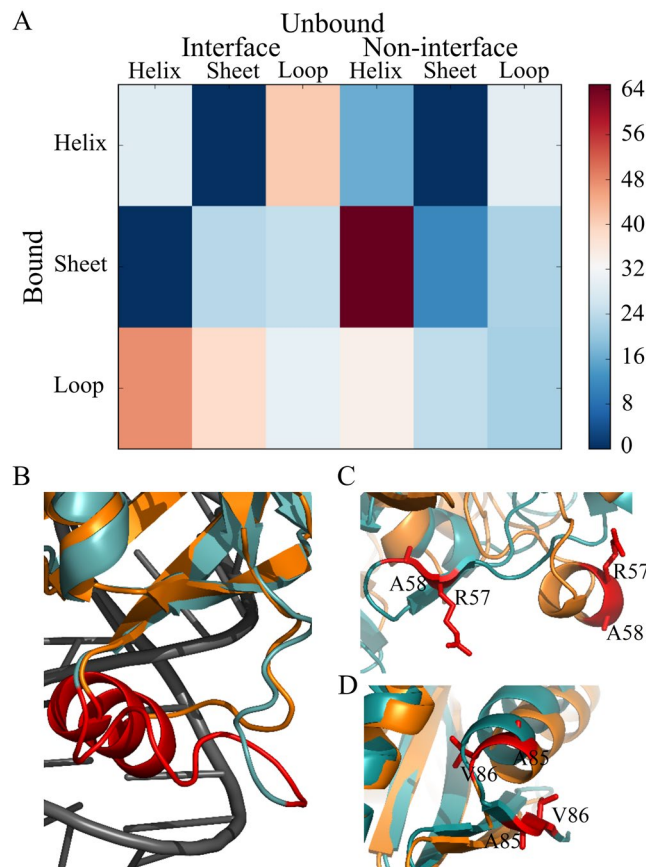 A
Unbound
Interface Non-interface
Helix Sheet Loop Helix Sheet Loop
Bound
Helix
Sheet
Loop
64
56
48
40
32
24
16
8
0
B
C
A58
R57
R57
A58
D
A85
V86
V86
A85